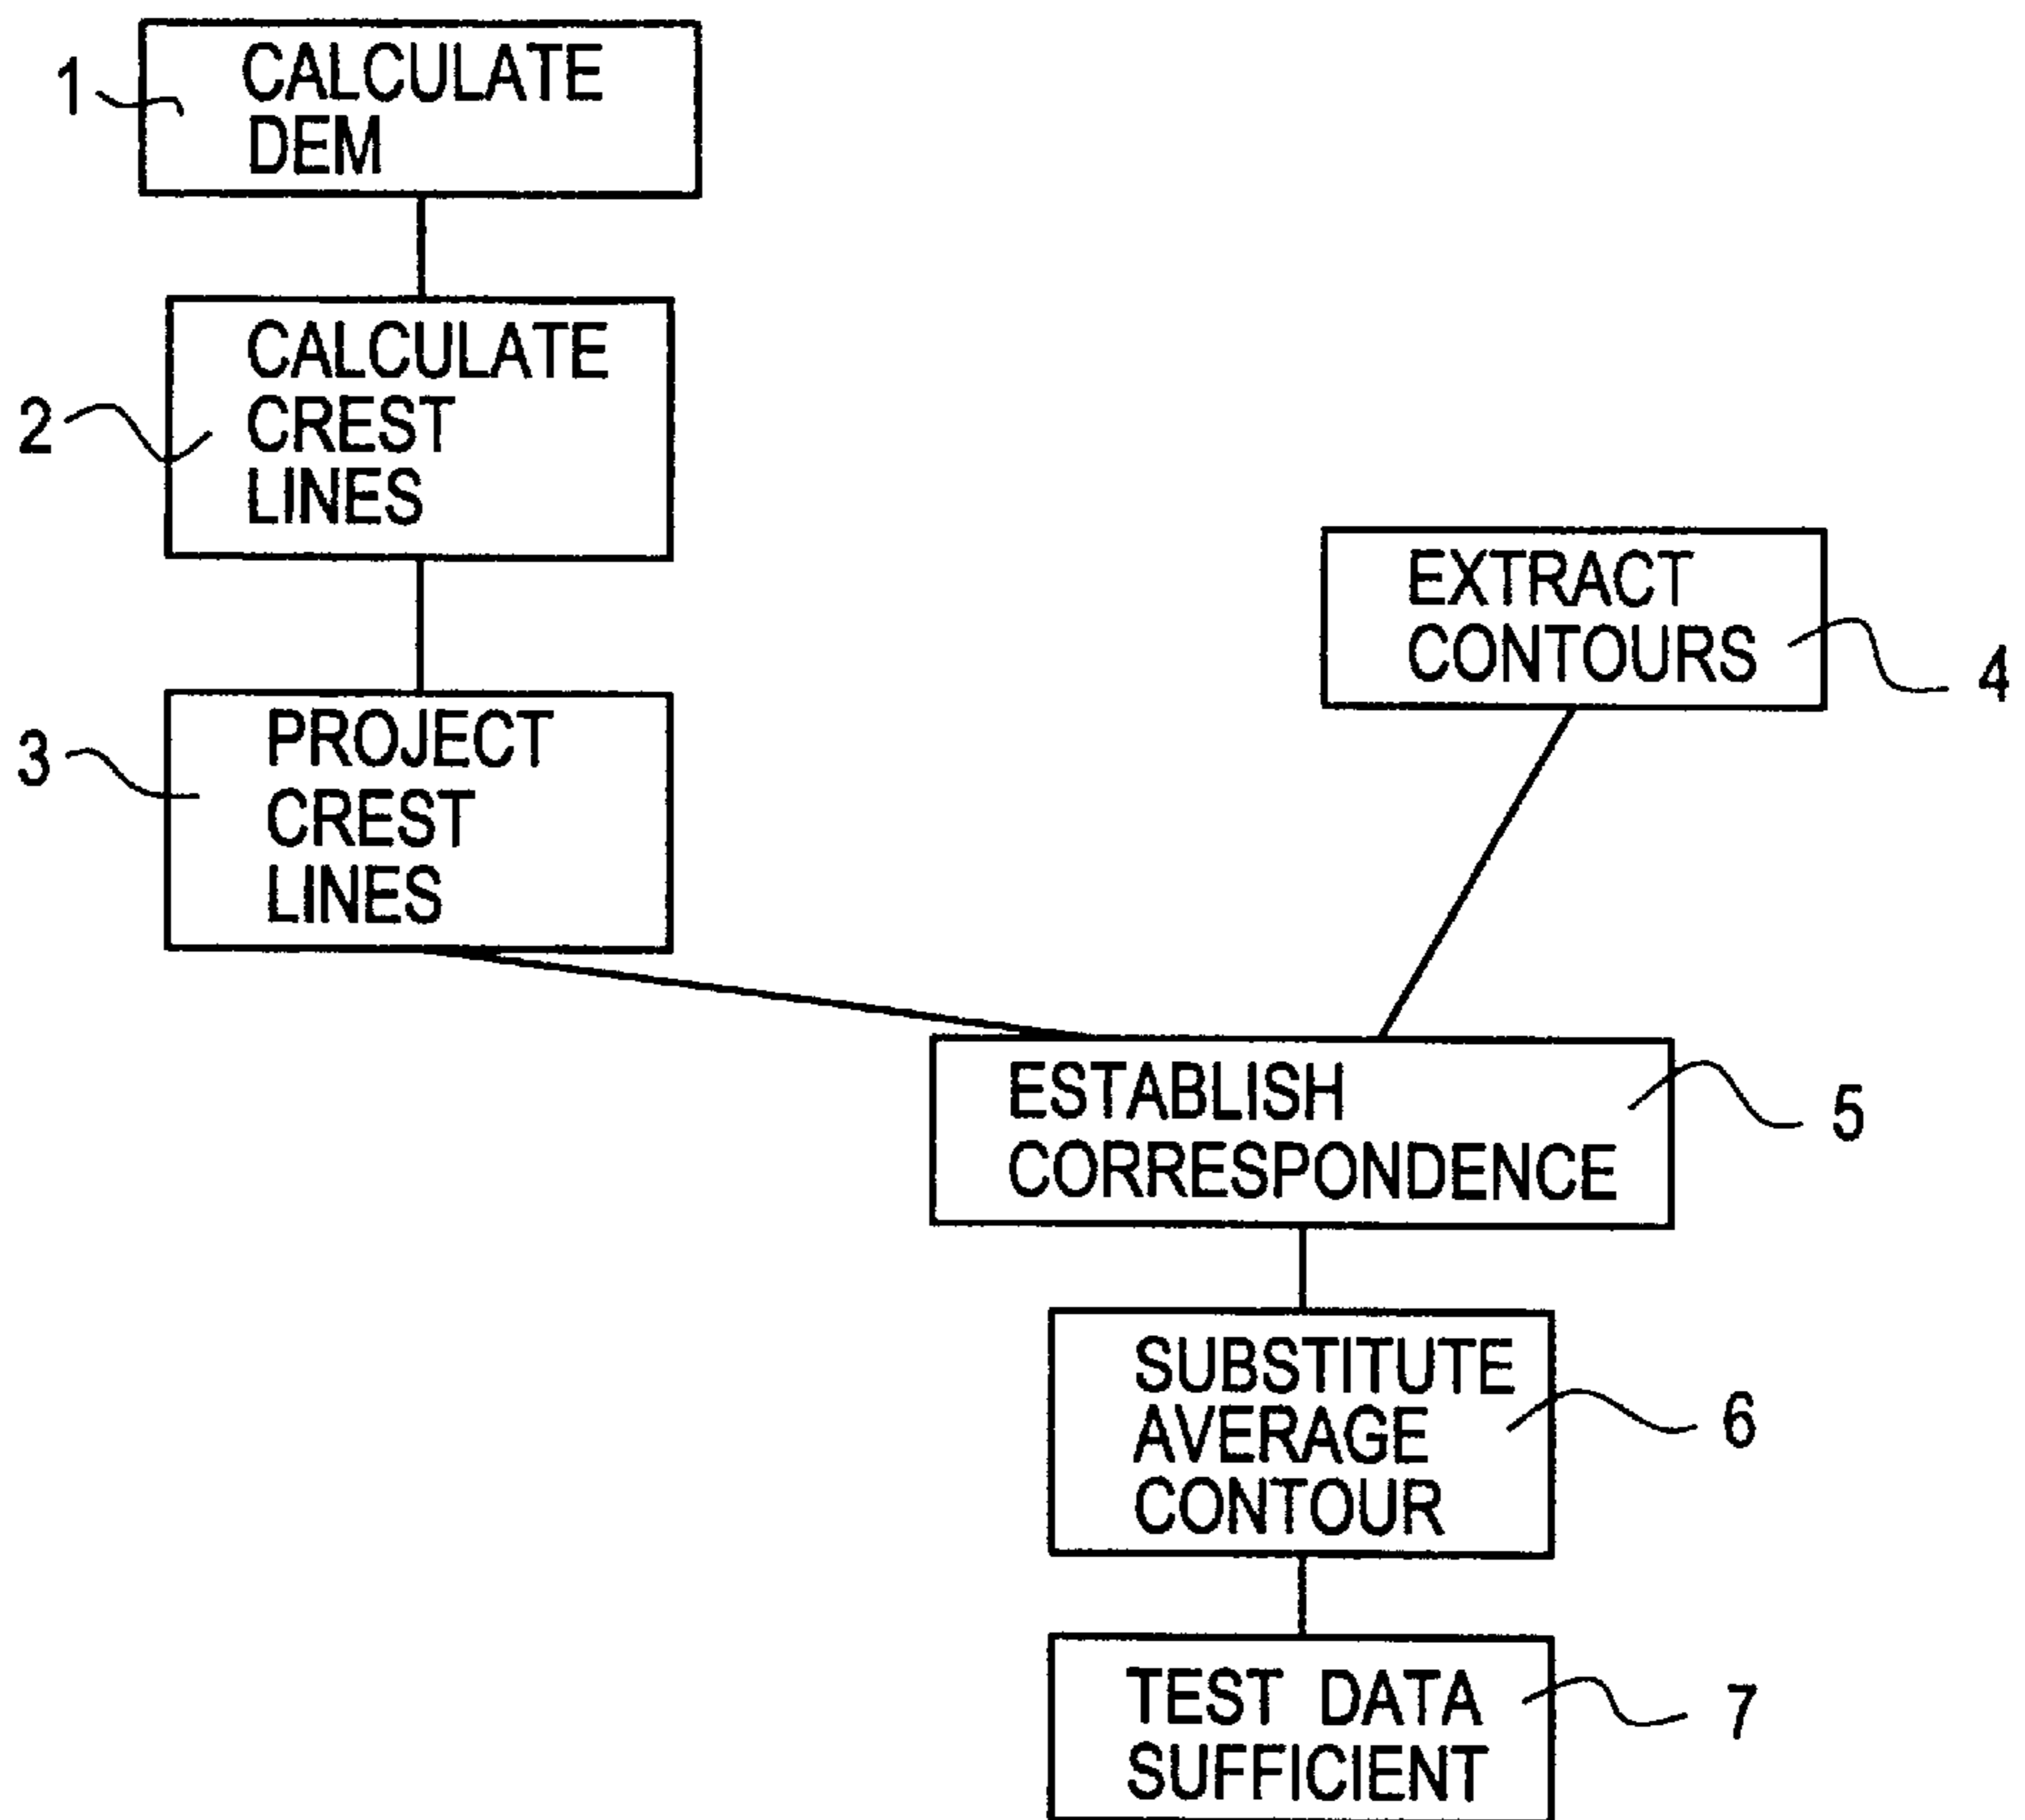 1
CALCULATE
DEM
2
CALCULATE
CREST
LINES
3
PROJECT
CREST
LINES
EXTRACT
CONTOURS
4
ESTABLISH
CORRESPONDENCE
5
SUBSTITUTE
AVERAGE
CONTOUR
6
TEST DATA
SUFFICIENT
7